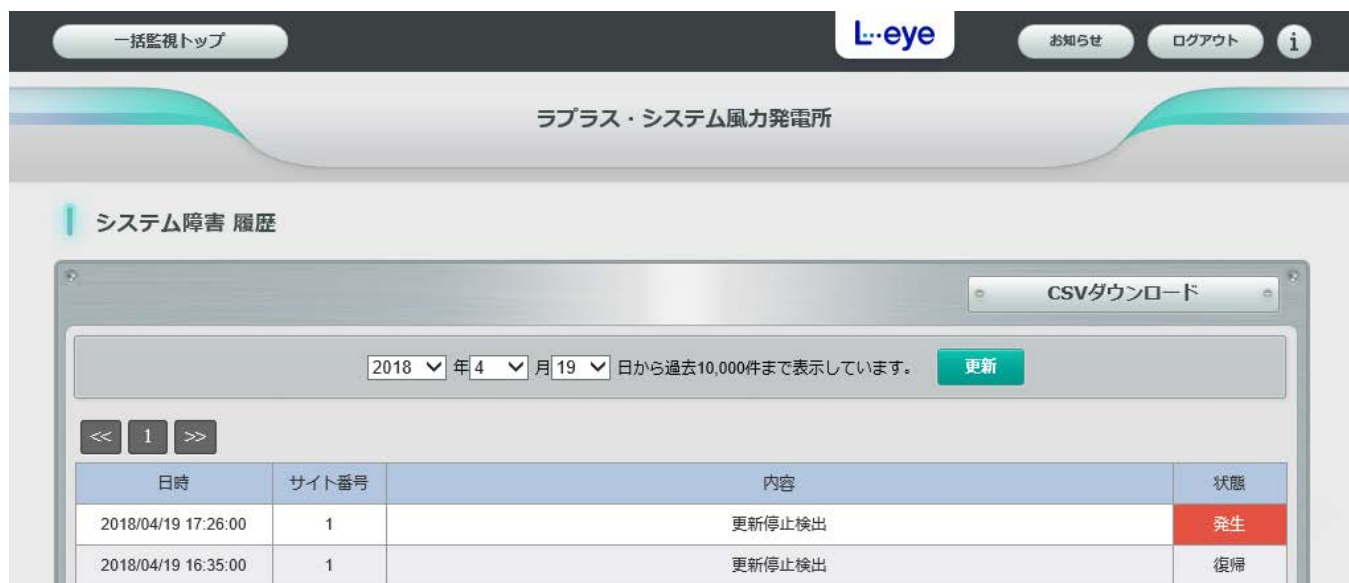 一括監視トップ
L・eye
お知らせ
ログアウト
i
ラプラス・システム風力発電所
システム障害 履歴
CSVダウンロード
2018 年 4 月 19 日から過去10,000件まで表示しています。 更新
<< 1 >>
日時 サイト番号 内容 状態
2018/04/19 17:26:00 1 更新停止検出 発生
2018/04/19 16:35:00 1 更新停止検出 復帰